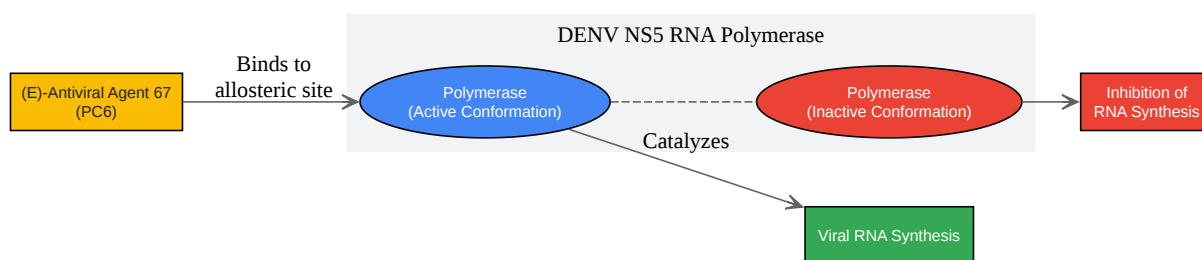 DENV NS5 RNA Polymerase
Binds to
allosteric site
(E)-Antiviral Agent 67
(PC6)
Polymerase
(Active Conformation)
Polymerase
(Inactive Conformation)
Inhibition of
RNA Synthesis
Catalyzes
Viral RNA Synthesis